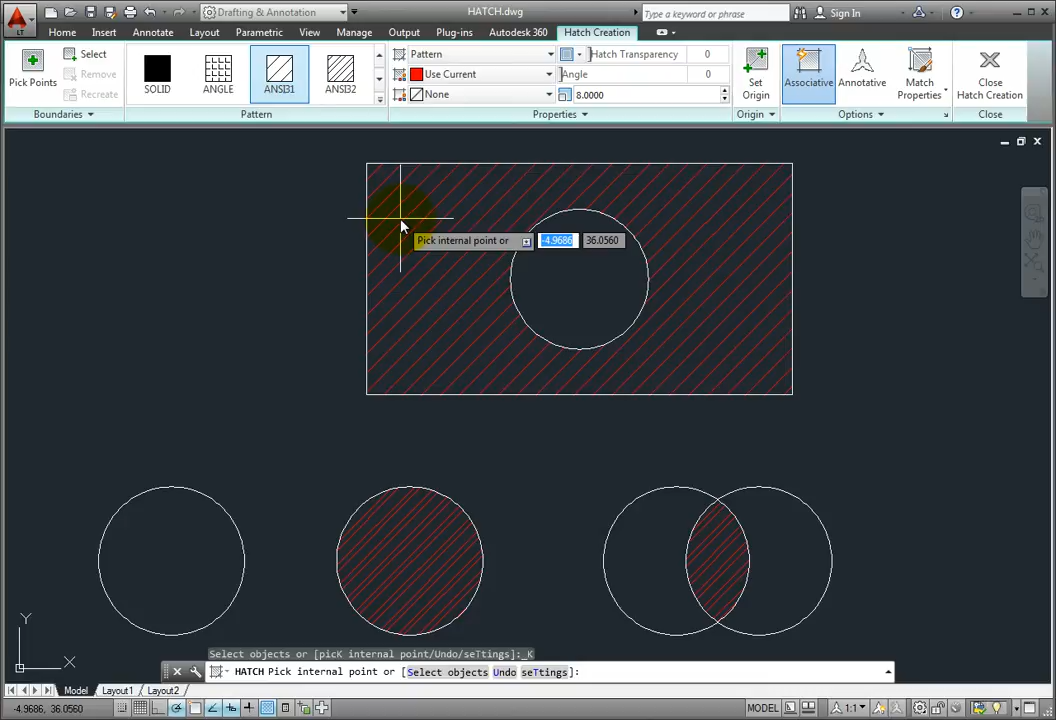 Drafting & Annotation
HATCH.dwg
Type a keyword or phrase
Sign In
LT
Home Insert Annotate Layout Parametric View Manage Output Plug-ins Autodesk 360 Hatch Creation
Pick Points
Select
Remove
Recreate
Boundaries
SOLID ANGLE ANSI31 ANSI32
Pattern
Pattern
Use Current
None
Hatch Transparency 0
Angle 0
8.0000
Properties
Set Origin
Origin
Associative
Annotative
Match Properties
Options
Close Hatch Creation
Close
Pick internal point or -4.9686 36.0560
Y
X
Select objects or [picK internal point/Undo/seTtings]:_K
HATCH Pick internal point or [Select objects Undo seTtings]:
Model Layout1 Layout2
-4.9686, 36.0560
MODEL
1:1